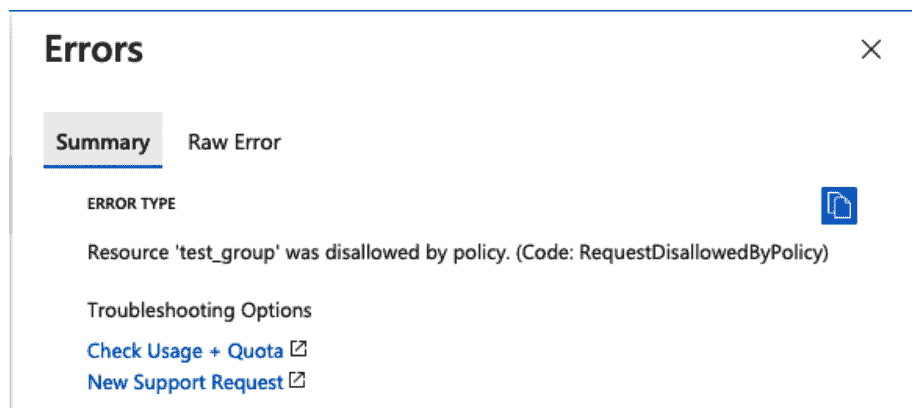 Errors
Summary Raw Error
ERROR TYPE
Resource 'test_group' was disallowed by policy. (Code: RequestDisallowedByPolicy)
Troubleshooting Options
Check Usage + Quota
New Support Request